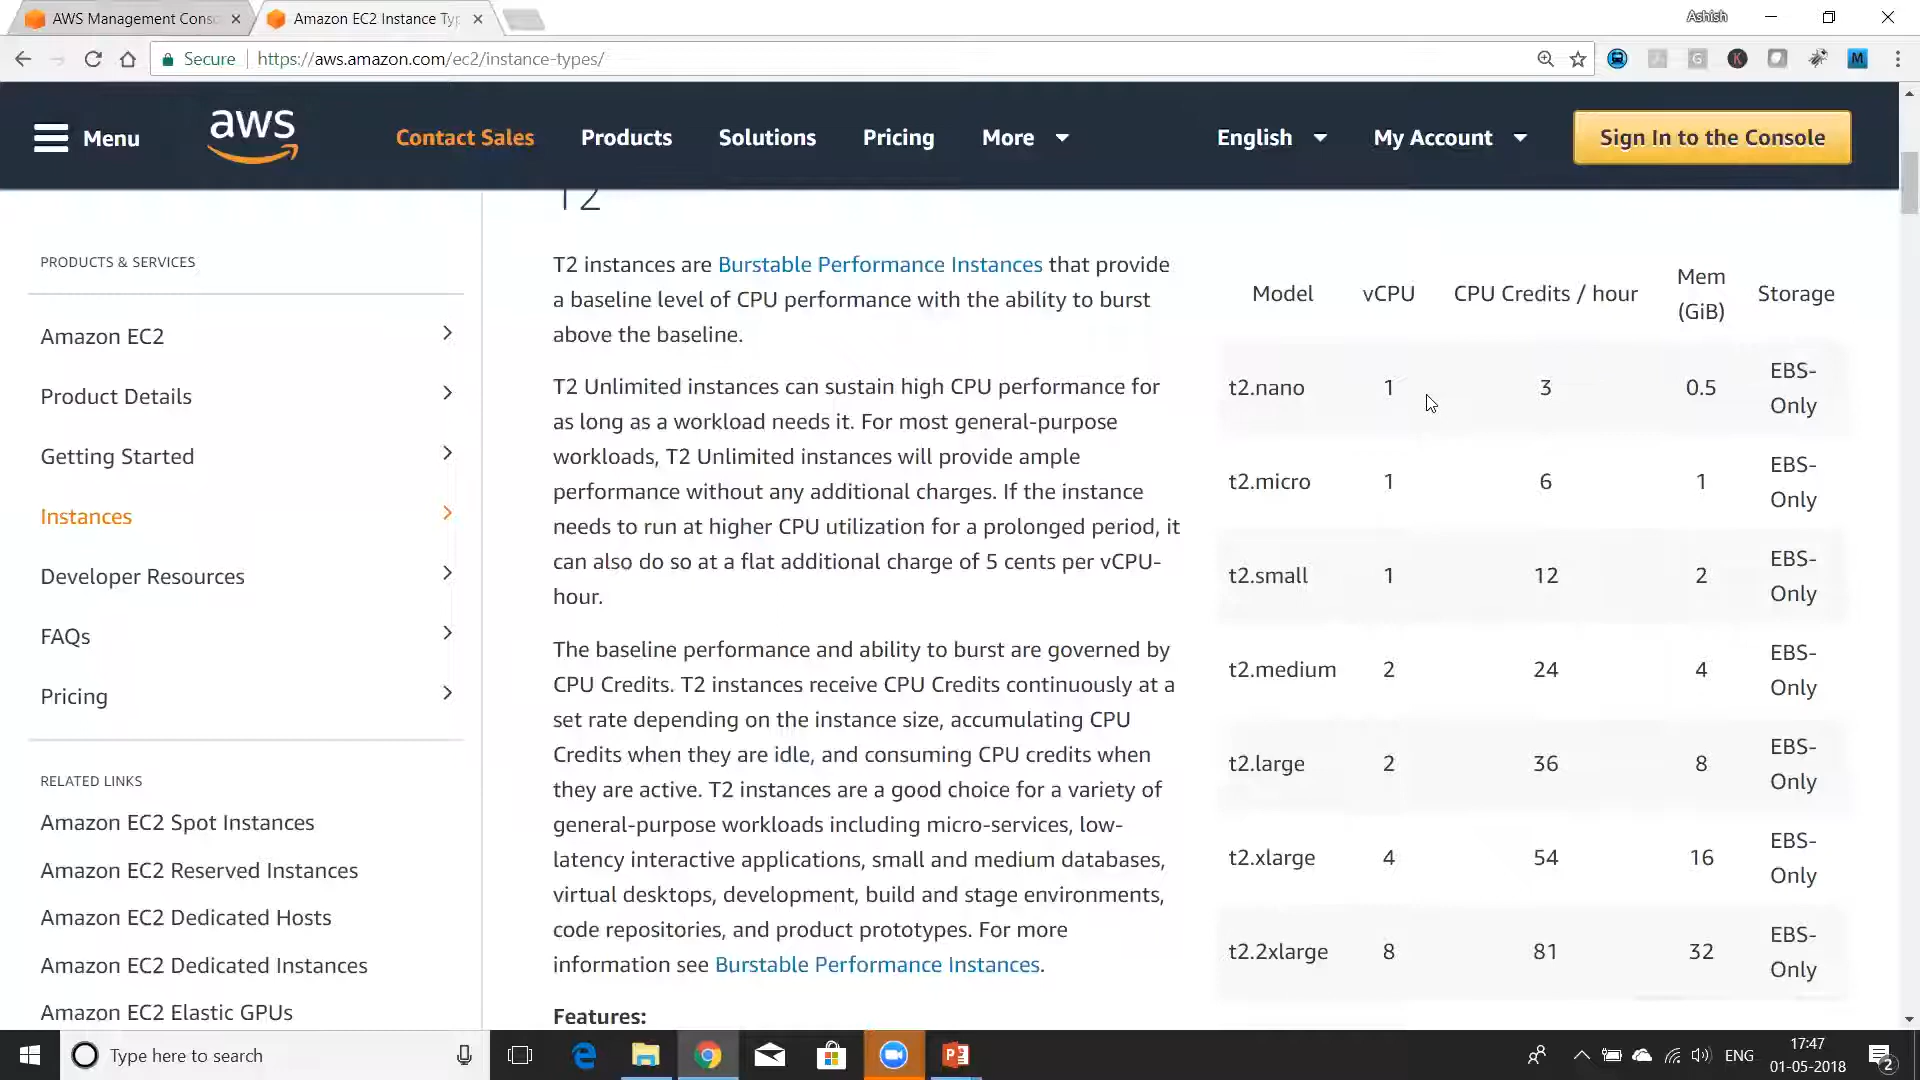 AWS Management Cons
Amazon EC2 Instance Typ
Ashish
Secure
https://aws.amazon.com/ec2/instance-types/
Menu
aws
Contact Sales
Products
Solutions
Pricing
More
English
My Account
Sign In to the Console
T2
PRODUCTS & SERVICES
Amazon EC2
Product Details
Getting Started
Instances
Developer Resources
FAQs
Pricing
RELATED LINKS
Amazon EC2 Spot Instances
Amazon EC2 Reserved Instances
Amazon EC2 Dedicated Hosts
Amazon EC2 Dedicated Instances
Amazon EC2 Elastic GPUs
T2 instances are Burstable Performance Instances that provide
a baseline level of CPU performance with the ability to burst
above the baseline.
T2 Unlimited instances can sustain high CPU performance for
as long as a workload needs it. For most general-purpose
workloads, T2 Unlimited instances will provide ample
performance without any additional charges. If the instance
needs to run at higher CPU utilization for a prolonged period, it
can also do so at a flat additional charge of 5 cents per vCPU-
hour.
The baseline performance and ability to burst are governed by
CPU Credits. T2 instances receive CPU Credits continuously at a
set rate depending on the instance size, accumulating CPU
Credits when they are idle, and consuming CPU credits when
they are active. T2 instances are a good choice for a variety of
general-purpose workloads including micro-services, low-
latency interactive applications, small and medium databases,
virtual desktops, development, build and stage environments,
code repositories, and product prototypes. For more
information see Burstable Performance Instances.
Features:
Model vCPU CPU Credits / hour Mem (GiB) Storage
t2.nano 1 3 0.5 EBS-Only
t2.micro 1 6 1 EBS-Only
t2.small 1 12 2 EBS-Only
t2.medium 2 24 4 EBS-Only
t2.large 2 36 8 EBS-Only
t2.xlarge 4 54 16 EBS-Only
t2.2xlarge 8 81 32 EBS-Only
Type here to search
ENG
17:47
01-05-2018
2